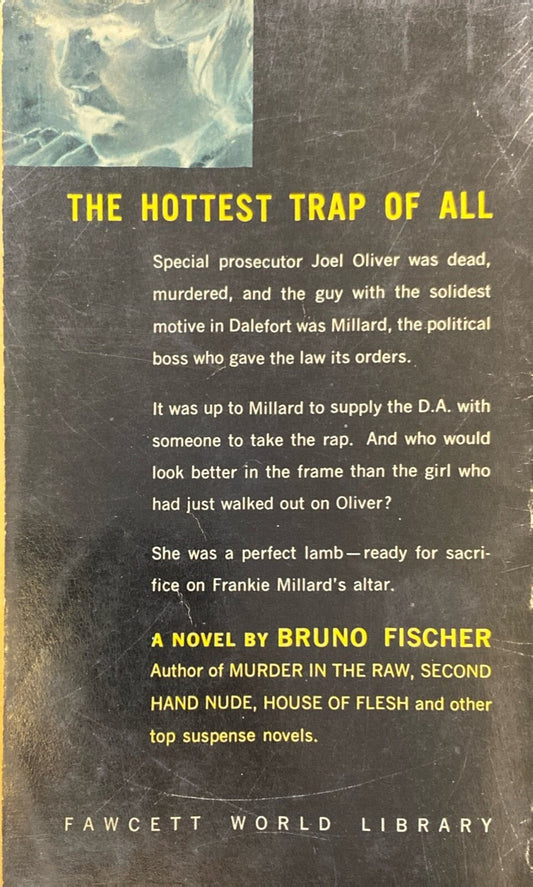 THE HOTTEST TRAP OF ALL
Special prosecutor Joel Oliver was dead,
murdered, and the guy with the solidest
motive in Dalefort was Millard, the political
boss who gave the law its orders.
It was up to Millard to supply the D.A. with
someone to take the rap. And who would
look better in the frame than the girl who
had just walked out on Oliver?
She was a perfect lamb—ready for sacri-
fice on Frankie Millard's altar.
A NOVEL BY BRUNO FISCHER
Author of MURDER IN THE RAW, SECOND
HAND NUDE, HOUSE OF FLESH and other
top suspense novels.
FAWCETT WORLD LIBRARY